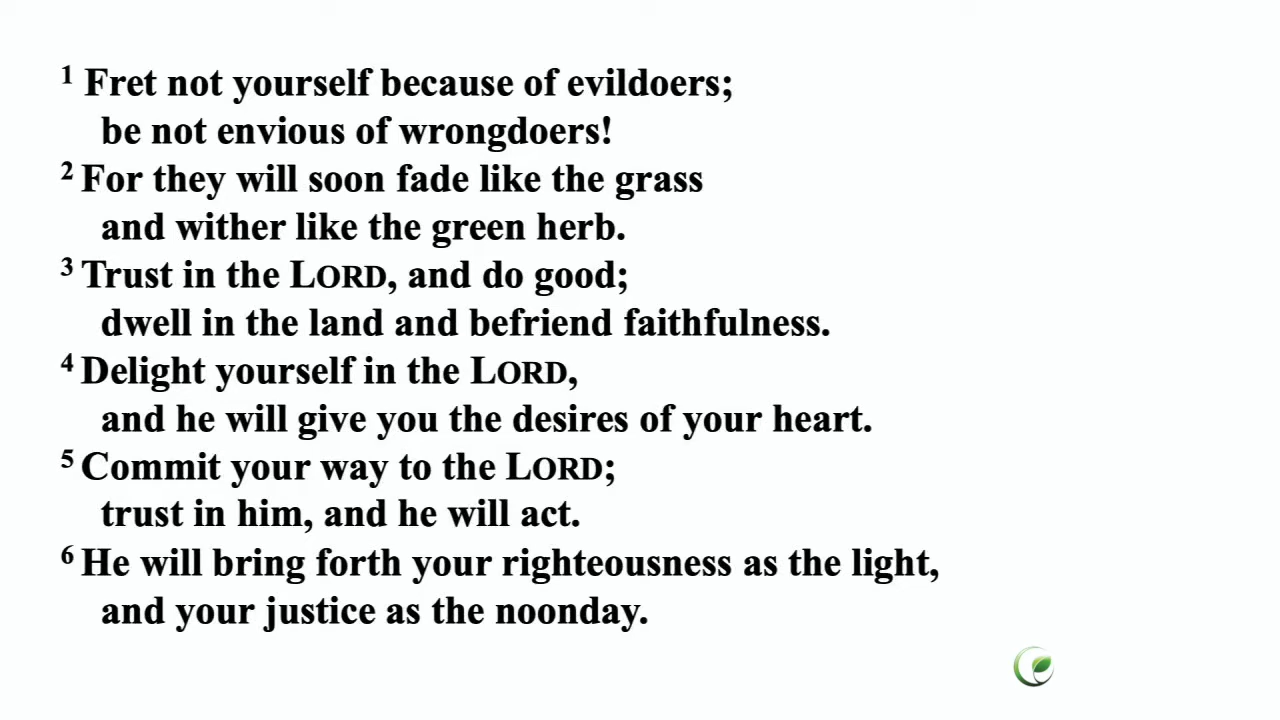 1 Fret not yourself because of evildoers;
be not envious of wrongdoers!
2 For they will soon fade like the grass
and wither like the green herb.
3 Trust in the LORD, and do good;
dwell in the land and befriend faithfulness.
4 Delight yourself in the LORD,
and he will give you the desires of your heart.
5 Commit your way to the LORD;
trust in him, and he will act.
6 He will bring forth your righteousness as the light,
and your justice as the noonday.